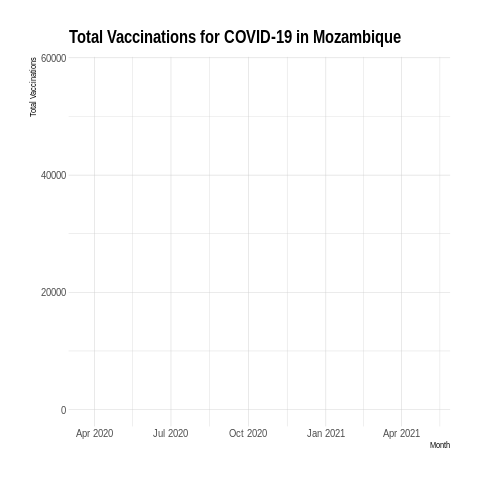 Total Vaccinations for COVID-19 in Mozambique
Total Vaccinations
60000
40000
20000
0
Apr 2020 Jul 2020 Oct 2020 Jan 2021 Apr 2021
Month